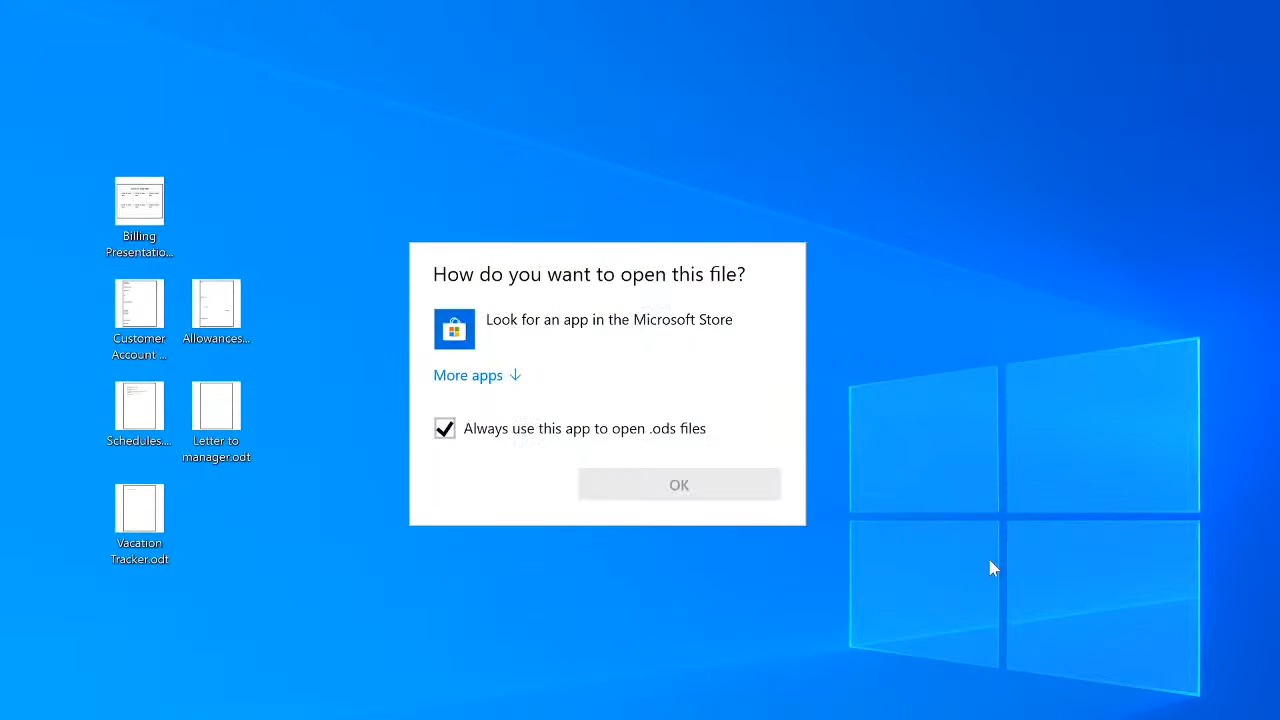 Billing
Presentatio...
Customer
Account ...
Allowances...
Schedules....
Letter to
manager.odt
Vacation
Tracker.odt
How do you want to open this file?
Look for an app in the Microsoft Store
More apps
Always use this app to open .ods files
OK